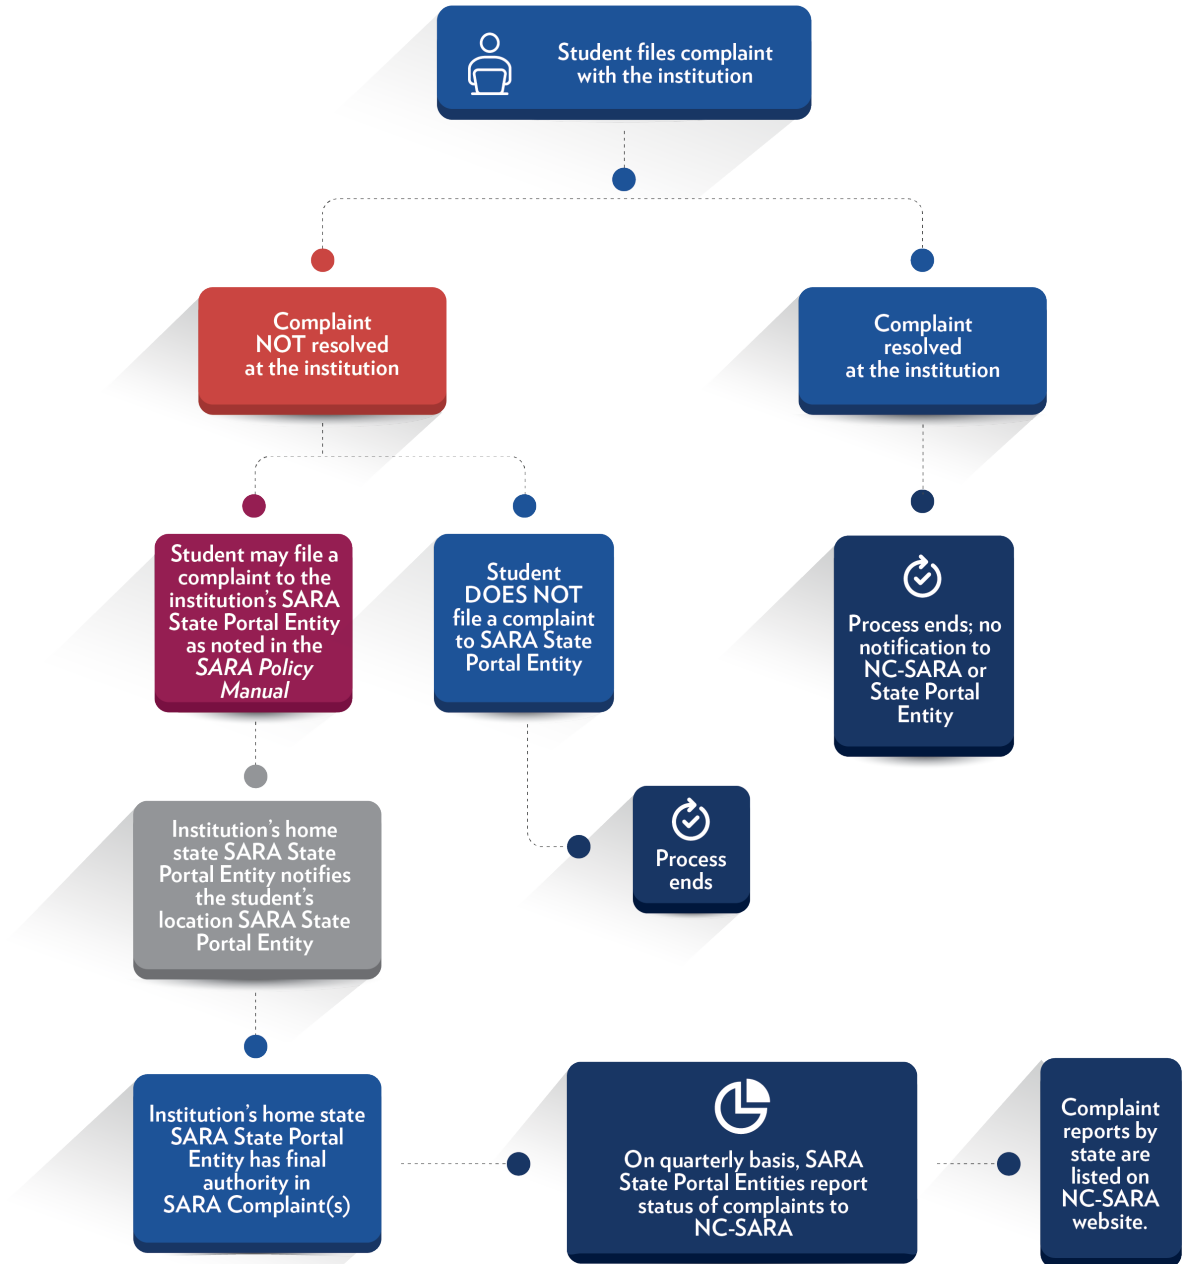 Student files complaint
with the institution
Complaint
NOT resolved
at the institution
Complaint
resolved
at the institution
Student may file a
complaint to the
institution's SARA
State Portal Entity
as noted in the
SARA Policy
Manual
Student
DOES NOT
file a complaint
to SARA State
Portal Entity
Process ends; no
notification to
NC-SARA or
State Portal
Entity
Institution's home
state SARA State
Portal Entity notifies
the student's
location SARA State
Portal Entity
Process
ends
Institution's home state
SARA State Portal
Entity has final
authority in
SARA Complaint(s)
On quarterly basis, SARA
State Portal Entities report
status of complaints to
NC-SARA
Complaint
reports by
state are
listed on
NC-SARA
website.